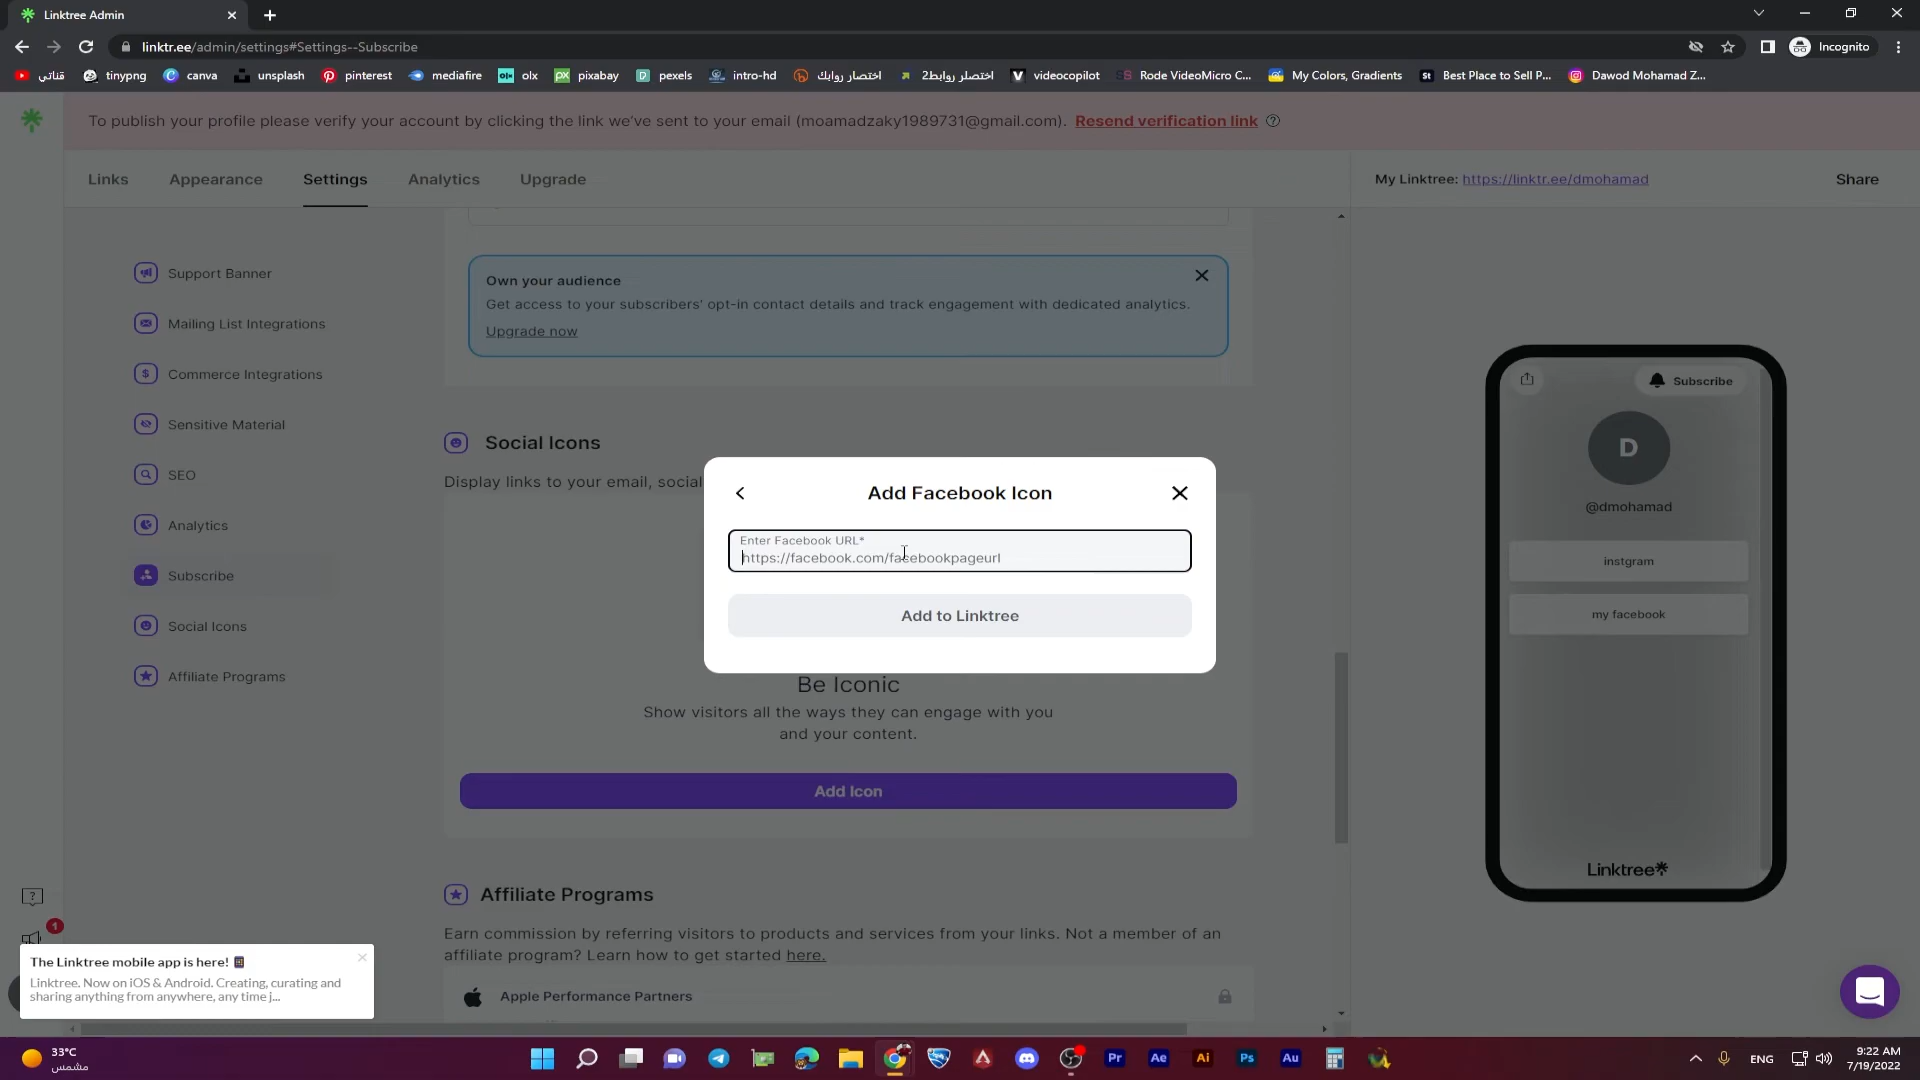 Linktree Admin
linktr.ee/admin/settings#Settings--Subscribe
Incognito
قناتي
tinypng
canva
unsplash
pinterest
mediafire
olx
pixabay
pexels
intro-hd
اختصار روابك
اختصلر روابط2
videocopilot
Rode VideoMicro C...
My Colors, Gradients
Best Place to Sell P...
Dawod Mohamad Z...
To publish your profile please verify your account by clicking the link we've sent to your email (moamadzaky1989731@gmail.com). Resend verification link
Links
Appearance
Settings
Analytics
Upgrade
My Linktree: https://linktr.ee/dmohamad
Share
Support Banner
Mailing List Integrations
Commerce Integrations
Sensitive Material
SEO
Analytics
Subscribe
Social Icons
Affiliate Programs
Own your audience
Get access to your subscribers' opt-in contact details and track engagement with dedicated analytics.
Upgrade now
Social Icons
Display links to your email, social
Add Facebook Icon
Enter Facebook URL*
https://facebook.com/facebookpageurl
Add to Linktree
Be Iconic
Show visitors all the ways they can engage with you
and your content.
Add Icon
Affiliate Programs
Earn commission by referring visitors to products and services from your links. Not a member of an
affiliate program? Learn how to get started here.
Apple Performance Partners
Subscribe
D
@dmohamad
instgram
my facebook
Linktree
1
The Linktree mobile app is here!
Linktree. Now on iOS & Android. Creating, curating and
sharing anything from anywhere, any time j...
33°C
مشمس
Pr
Ae
Ai
Ps
Au
ENG
9:22 AM
7/19/2022